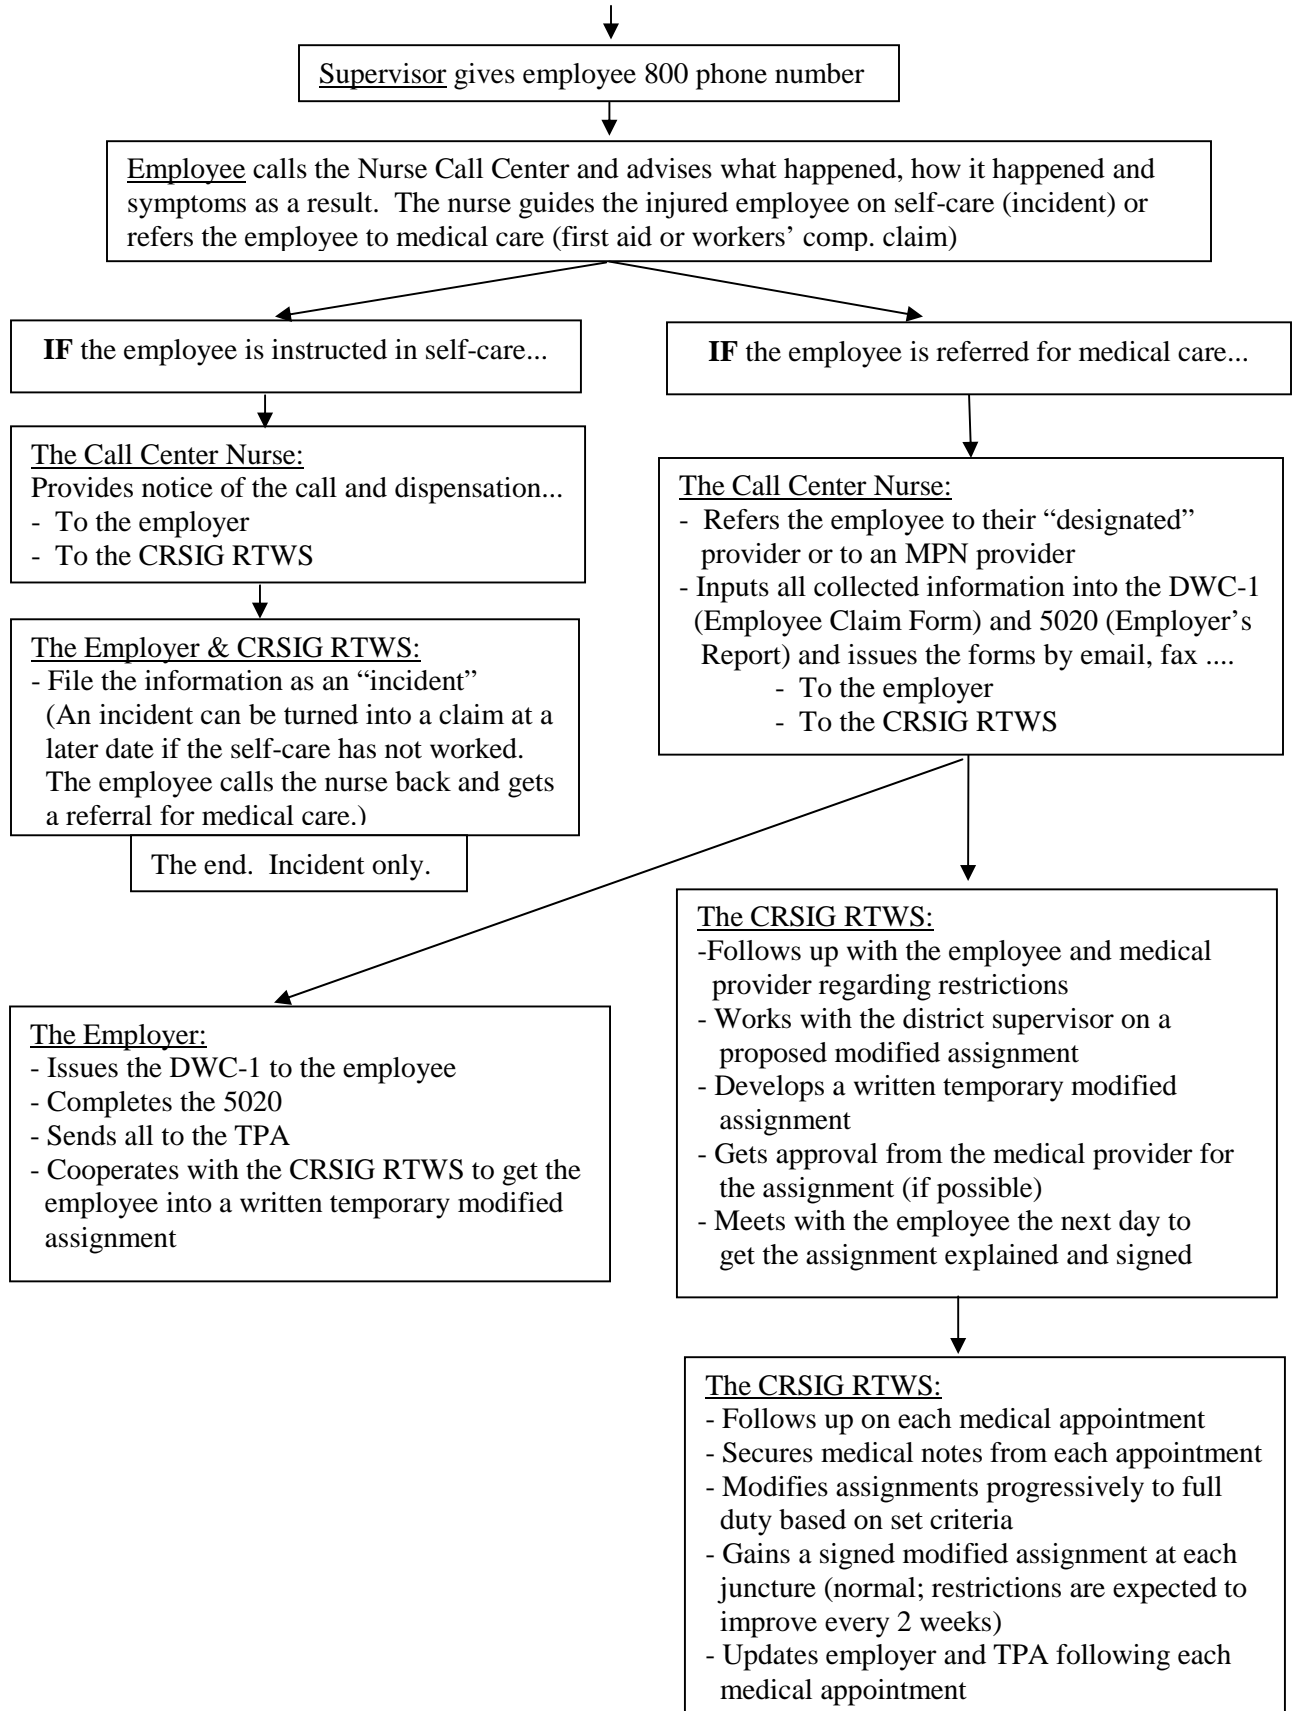 Supervisor gives employee 800 phone number
Employee calls the Nurse Call Center and advises what happened, how it happened and
symptoms as a result.  The nurse guides the injured employee on self-care (incident) or
refers the employee to medical care (first aid or workers’ comp. claim)
IF the employee is instructed in self-care...
IF the employee is referred for medical care...
The Call Center Nurse:
Provides notice of the call and dispensation...
- To the employer
- To the CRSIG RTWS
The Call Center Nurse:
- Refers the employee to their “designated”
provider or to an MPN provider
- Inputs all collected information into the DWC-1
(Employee Claim Form) and 5020 (Employer’s
Report) and issues the forms by email, fax ....
- To the employer
- To the CRSIG RTWS
The Employer & CRSIG RTWS:
- File the information as an “incident”
(An incident can be turned into a claim at a
later date if the self-care has not worked.
The employee calls the nurse back and gets
a referral for medical care.)
The end.  Incident only.
The CRSIG RTWS:
-Follows up with the employee and medical
provider regarding restrictions
- Works with the district supervisor on a
proposed modified assignment
- Develops a written temporary modified
assignment
- Gets approval from the medical provider for
the assignment (if possible)
- Meets with the employee the next day to
get the assignment explained and signed
The Employer:
- Issues the DWC-1 to the employee
- Completes the 5020
- Sends all to the TPA
- Cooperates with the CRSIG RTWS to get the
employee into a written temporary modified
assignment
The CRSIG RTWS:
- Follows up on each medical appointment
- Secures medical notes from each appointment
- Modifies assignments progressively to full
duty based on set criteria
- Gains a signed modified assignment at each
juncture (normal; restrictions are expected to
improve every 2 weeks)
- Updates employer and TPA following each
medical appointment